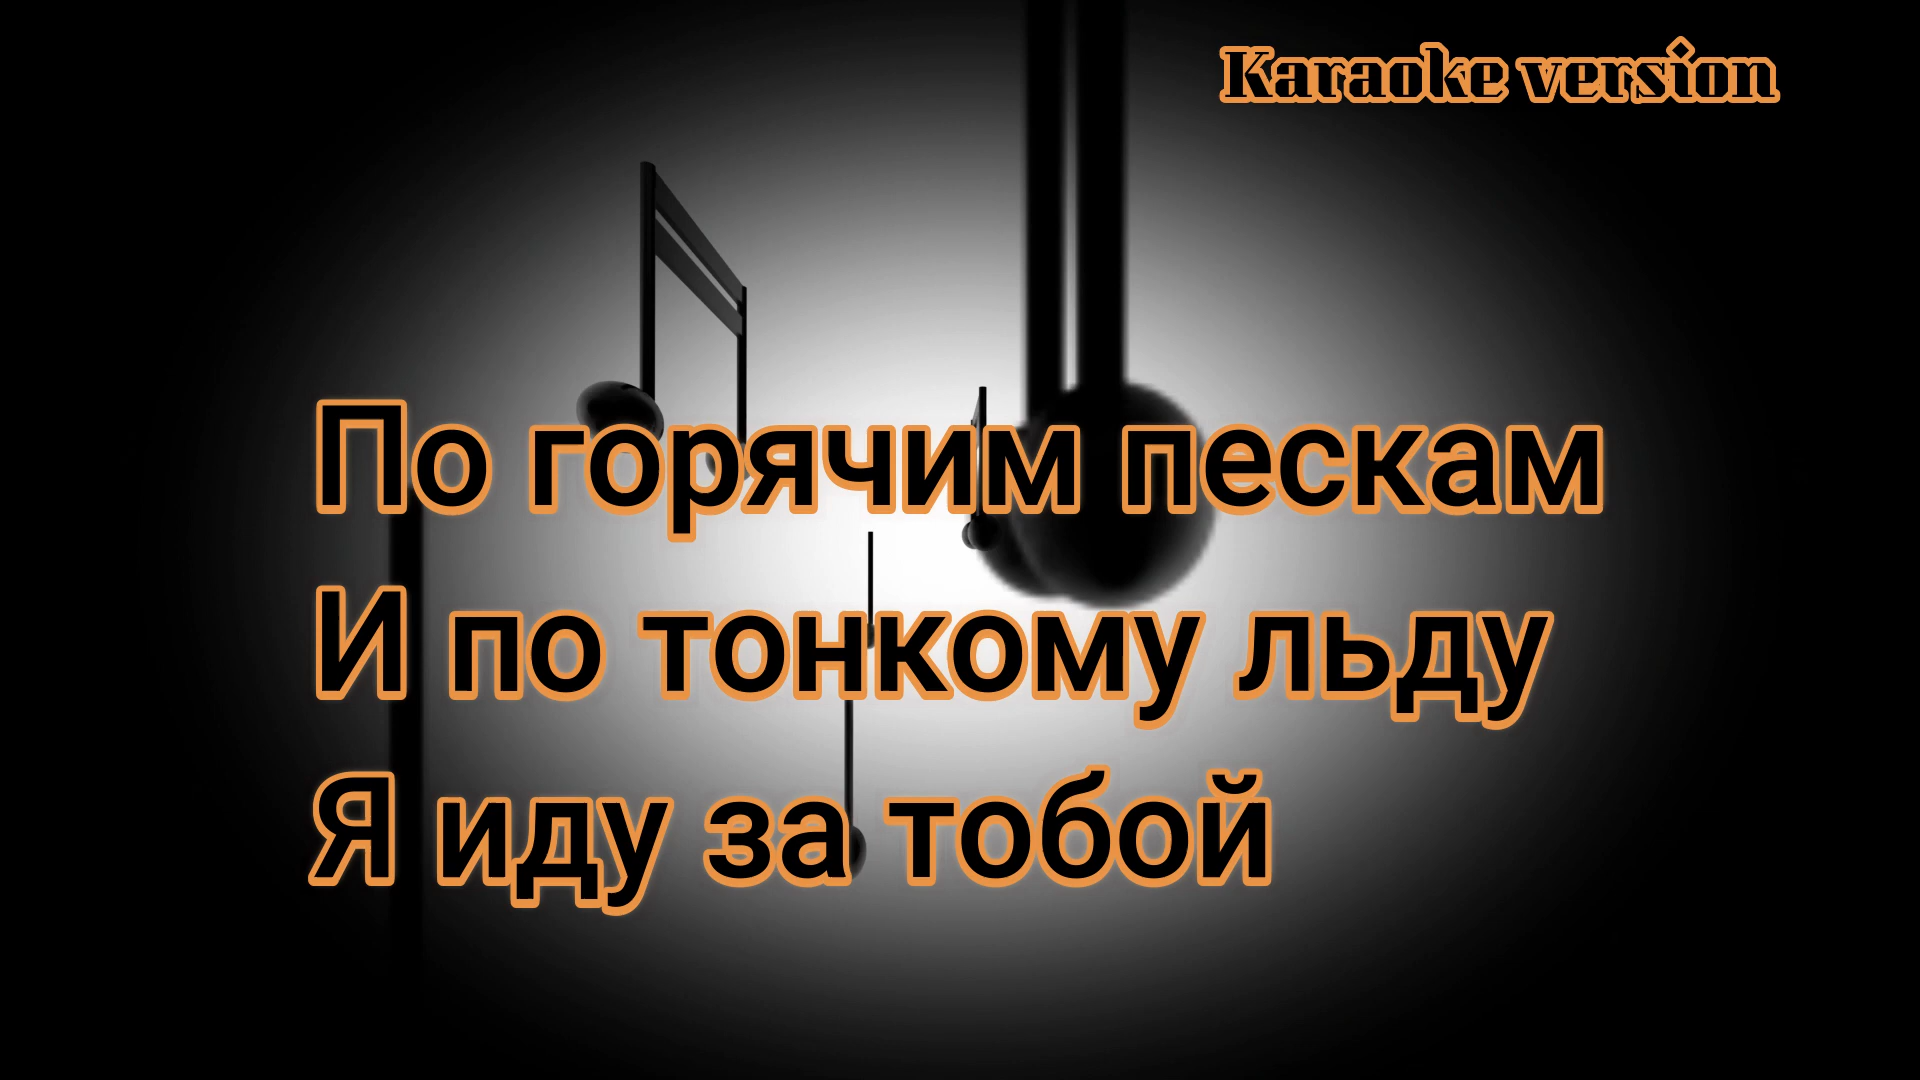 Karaoke version
По горячим пескам
И по тонкому льду
Я иду за тобой